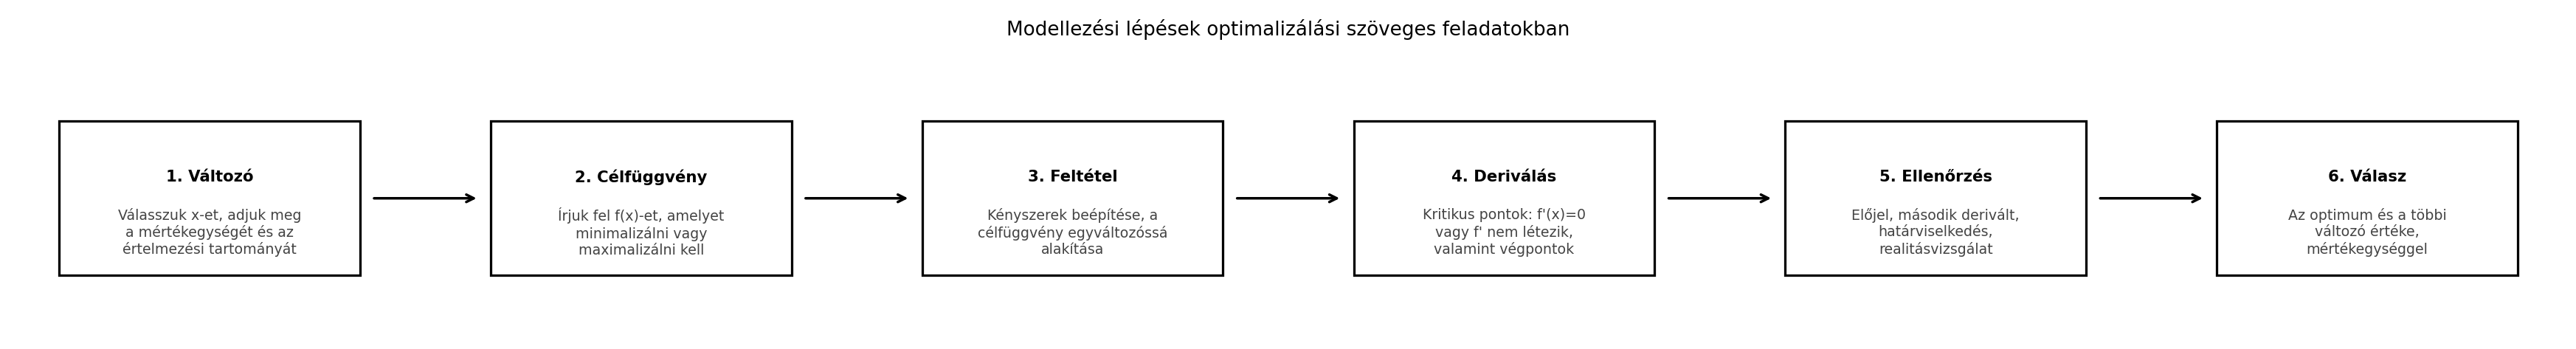 Modellezési lépések optimalizálási szöveges feladatokban
1. Változó
Válasszuk x-et, adjuk meg
a mértékegységét és az
értelmezési tartományát
2. Célfüggvény
Írjuk fel f(x)-et, amelyet
minimalizálni vagy
maximalizálni kell
3. Feltétel
Kényszerek beépítése, a
célfüggvény egyváltozóssá
alakítása
4. Deriválás
Kritikus pontok: f'(x)=0
vagy f' nem létezik,
valamint végpontok
5. Ellenőrzés
Előjel, második derivált,
határviselkedés,
realitásvizsgálat
6. Válasz
Az optimum és a többi
változó értéke,
mértékegységgel